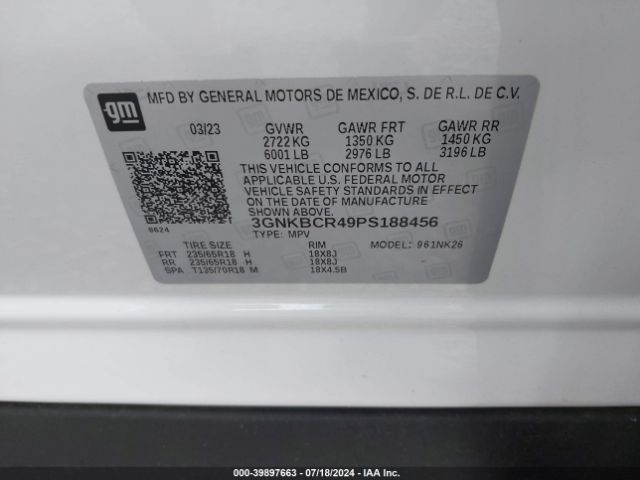 gm
MFD BY GENERAL MOTORS DE MEXICO, S. DE R.L. DE C.V.
03/23 GVWR GAWR FRT GAWR RR
2722 KG 1350 KG 1450 KG
6001 LB 2976 LB 3196 LB
THIS VEHICLE CONFORMS TO ALL
APPLICABLE U.S. FEDERAL MOTOR
VEHICLE SAFETY STANDARDS IN EFFECT
ON THE DATE OF MANUFACTURE
SHOWN ABOVE.
8624 3GNKBCR49PS188456
TYPE: MPV MODEL: 961NK26
TIRE SIZE RIM
FRT 235/65R18 H 18X8J
RR 235/65R18 H 18X8J
SPA T135/70R18 M 18X4.5B
000-39897663 - 07/18/2024 - IAA Inc.